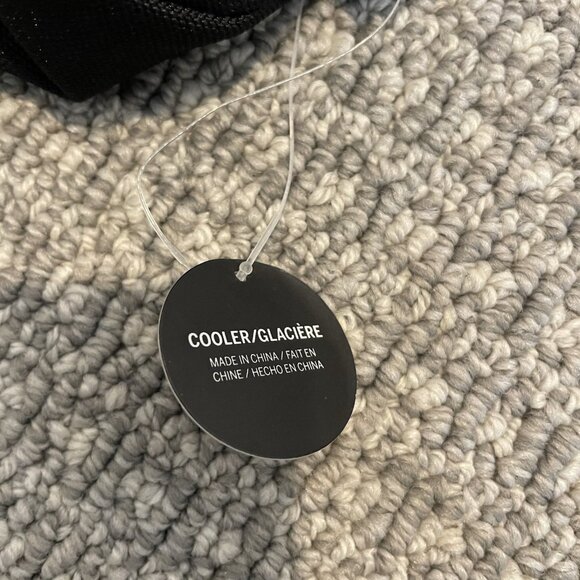 COOLER/GLACIÈRE
MADE IN CHINA / FAIT EN
CHINE / HECHO EN CHINA